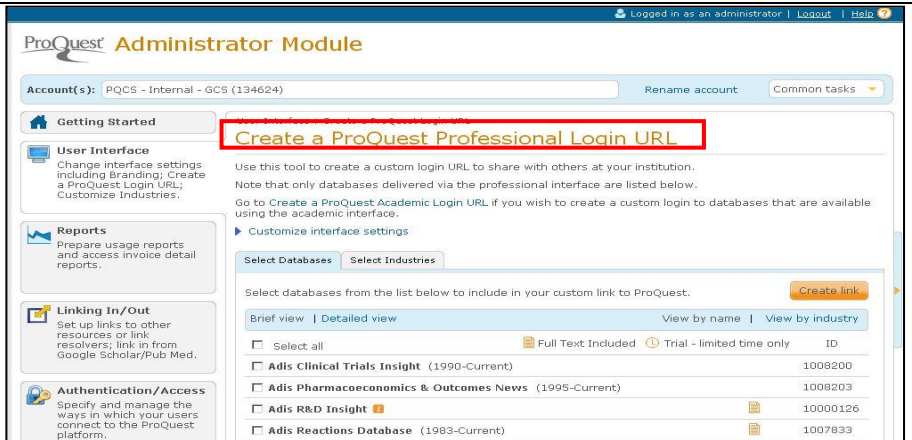 Logged in as an administrator | Logout | Help ?
ProQuest Administrator Module
Account(s): PQCS - Internal - GCS (134624) Rename account Common tasks
Getting Started
User Interface
Change interface settings
including Branding; Create
a ProQuest Login URL;
Customize Industries.
Reports
Prepare usage reports
and access invoice detail
reports.
Linking In/Out
Set up links to other
resources or link
resolvers; link in from
Google Scholar/Pub Med.
Authentication/Access
Specify and manage the
ways in which your users
connect to the ProQuest
platform.
User Interface > Create a ProQuest Login URL
Create a ProQuest Professional Login URL
Use this tool to create a custom login URL to share with others at your institution.
Note that only databases delivered via the professional interface are listed below.
Go to Create a ProQuest Academic Login URL if you wish to create a custom login to databases that are available
using the academic interface.
Customize interface settings
Select Databases Select Industries
Select databases from the list below to include in your custom link to ProQuest. Create link
Brief view | Detailed view View by name | View by industry
Select all Full Text Included Trial - limited time only ID
Adis Clinical Trials Insight (1990-Current) 1008200
Adis Pharmacoeconomics & Outcomes News (1995-Current) 1008203
Adis R&D Insight i 10000126
Adis Reactions Database (1983-Current) 1007833